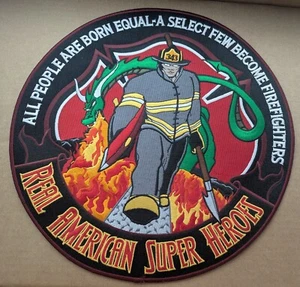 ALL PEOPLE ARE BORN EQUAL-A SELECT FEW BECOME FIREFIGHTERS
343
REAL AMERICAN SUPER HEROES